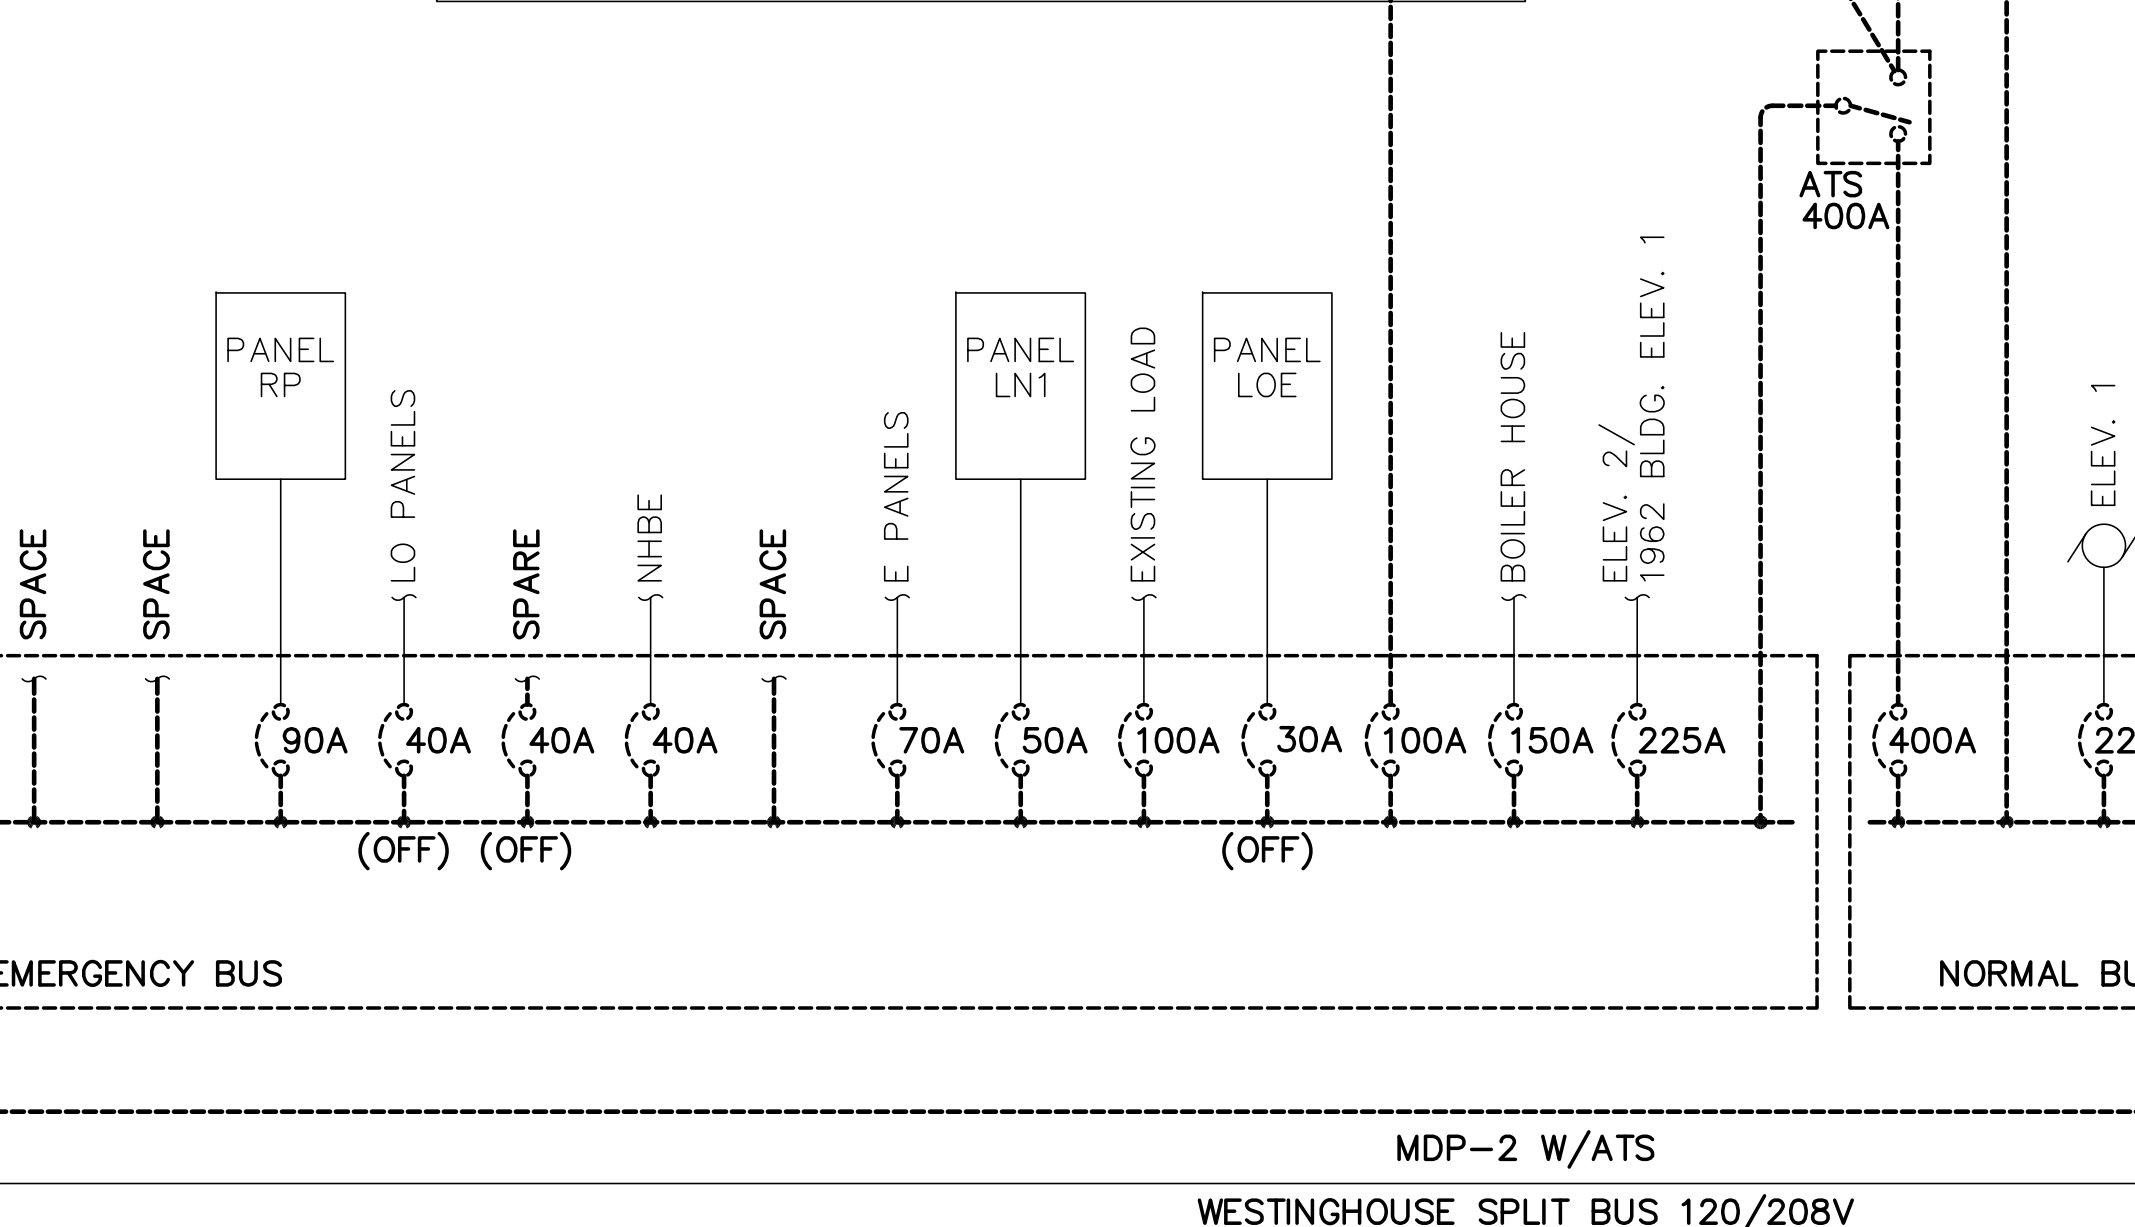 ATS
400A
PANEL
RP
PANEL
LN1
PANEL
LOE
SPACE
SPACE
LO PANELS
SPARE
NHBE
SPACE
E PANELS
EXISTING LOAD
BOILER HOUSE
ELEV. 2/
1962 BLDG. ELEV. 1
ELEV. 1
90A
40A
40A
40A
70A
50A
100A
30A
100A
150A
225A
400A
22
(OFF)
(OFF)
(OFF)
EMERGENCY BUS
NORMAL BU
MDP-2 W/ATS
WESTINGHOUSE SPLIT BUS 120/208V